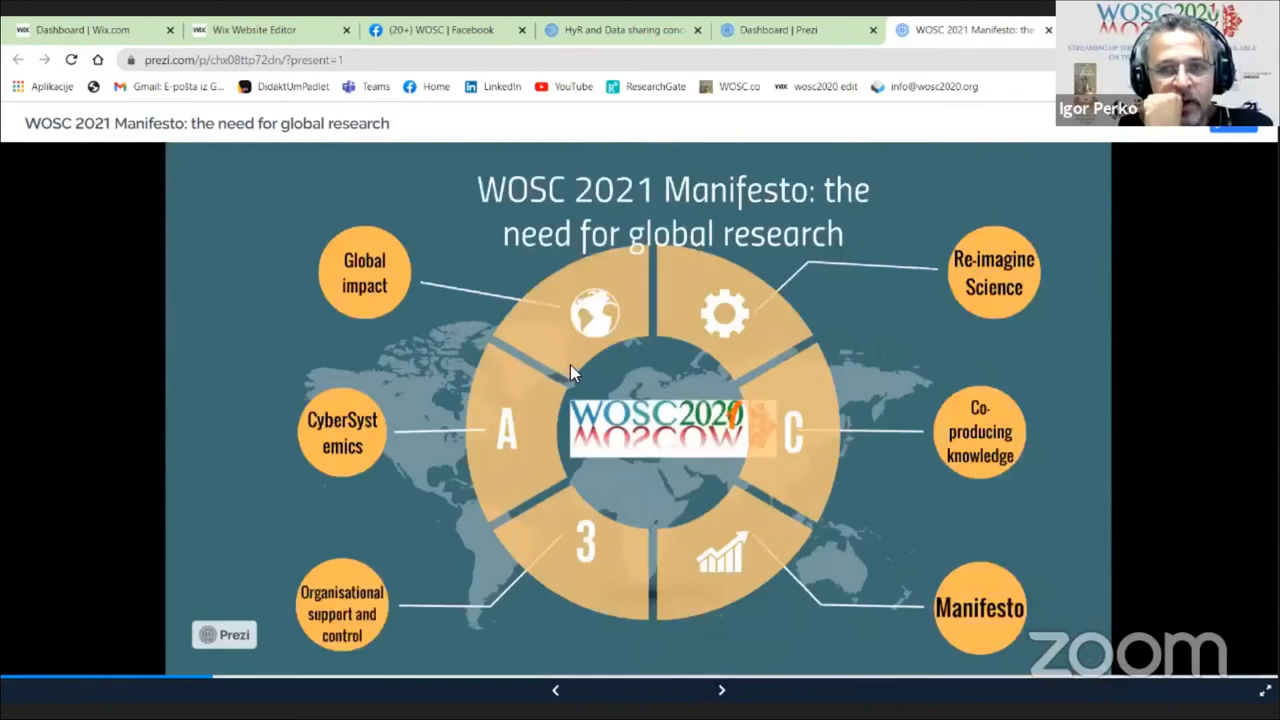 Dashboard | Wix.com
Wix Website Editor
(20+) WOSC | Facebook
HyR and Data sharing conc
Dashboard | Prezi
WOSC 2021 Manifesto: the
prezi.com/p/chx08ttp72dn/?present=1
Aplikacije
Gmail: E-pošta iz G...
DidaktUmPadlet
Teams
Home
LinkedIn
YouTube
ResearchGate
WOSC.co
wosc2020 edit
info@wosc2020.org
WOSC 2021 Manifesto: the need for global research
WOSC2020
STREAMING UP
Igor Perko
WOSC 2021 Manifesto: the
need for global research
Global
impact
Re-imagine
Science
CyberSyst
emics
A
WOSC2020
MOSCOW
C
Co-
producing
knowledge
Organisational
support and
control
3
Manifesto
Prezi
zoom